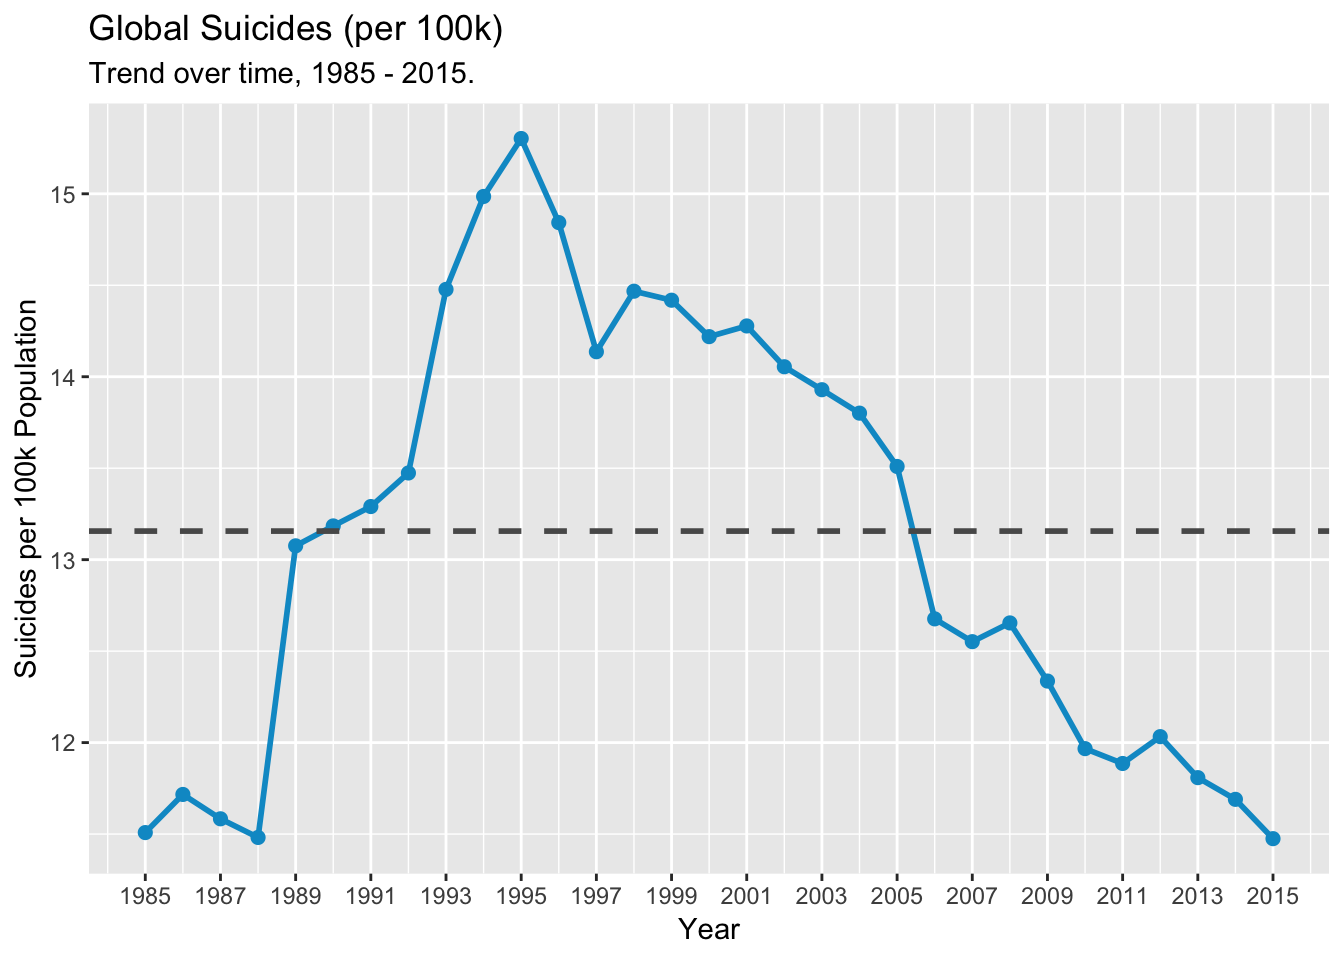 Global Suicides (per 100k)
Trend over time, 1985 - 2015.
Suicides per 100k Population
15
14
13
12
1985 1987 1989 1991 1993 1995 1997 1999 2001 2003 2005 2007 2009 2011 2013 2015
Year